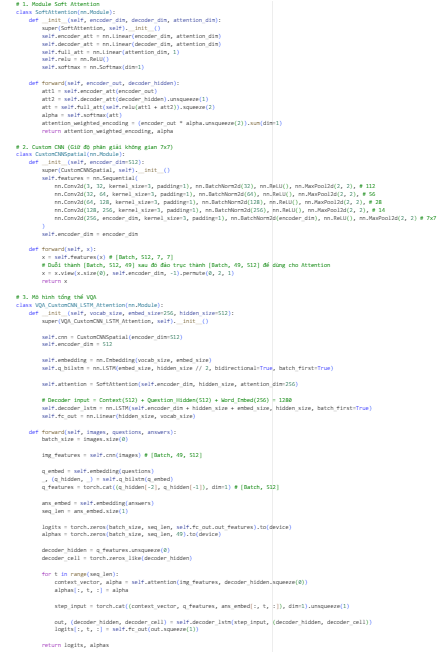 # 1. Module Soft Attention
class SoftAttention(nn.Module):
def __init__(self, encoder_dim, decoder_dim, attention_dim):
super(SoftAttention, self).__init__()
self.encoder_att = nn.Linear(encoder_dim, attention_dim)
self.decoder_att = nn.Linear(decoder_dim, attention_dim)
self.full_att = nn.Linear(attention_dim, 1)
self.relu = nn.ReLU()
self.softmax = nn.Softmax(dim=1)
def forward(self, encoder_out, decoder_hidden):
att1 = self.encoder_att(encoder_out)
att2 = self.decoder_att(decoder_hidden).unsqueeze(1)
att = self.full_att(self.relu(att1 + att2)).squeeze(2)
alpha = self.softmax(att)
attention_weighted_encoding = (encoder_out * alpha.unsqueeze(2)).sum(dim=1)
return attention_weighted_encoding, alpha
# 2. Custom CNN (Giữ độ phân giải không gian 7x7)
class CustomCNNSpatial(nn.Module):
def __init__(self, encoder_dim=512):
super(CustomCNNSpatial, self).__init__()
self.features = nn.Sequential(
nn.Conv2d(3, 32, kernel_size=3, padding=1), nn.BatchNorm2d(32), nn.ReLU(), nn.MaxPool2d(2, 2), # 112
nn.Conv2d(32, 64, kernel_size=3, padding=1), nn.BatchNorm2d(64), nn.ReLU(), nn.MaxPool2d(2, 2), # 56
nn.Conv2d(64, 128, kernel_size=3, padding=1), nn.BatchNorm2d(128), nn.ReLU(), nn.MaxPool2d(2, 2), # 28
nn.Conv2d(128, 256, kernel_size=3, padding=1), nn.BatchNorm2d(256), nn.ReLU(), nn.MaxPool2d(2, 2), # 14
nn.Conv2d(256, encoder_dim, kernel_size=3, padding=1), nn.BatchNorm2d(encoder_dim), nn.ReLU(), nn.MaxPool2d(2, 2) # 7x7
)
self.encoder_dim = encoder_dim
def forward(self, x):
x = self.features(x) # [Batch, 512, 7, 7]
# Duỗi thành [Batch, 512, 49] sau đó đảo trục thành [Batch, 49, 512] để dùng cho Attention
x = x.view(x.size(0), self.encoder_dim, -1).permute(0, 2, 1)
return x
# 3. Mô hình tổng thể VQA
class VQA_CustomCNN_LSTM_Attention(nn.Module):
def __init__(self, vocab_size, embed_size=256, hidden_size=512):
super(VQA_CustomCNN_LSTM_Attention, self).__init__()
self.cnn = CustomCNNSpatial(encoder_dim=512)
self.encoder_dim = 512
self.embedding = nn.Embedding(vocab_size, embed_size)
self.q_bilstm = nn.LSTM(embed_size, hidden_size // 2, bidirectional=True, batch_first=True)
self.attention = SoftAttention(self.encoder_dim, hidden_size, attention_dim=256)
# Decoder input = Context(512) + Question_Hidden(512) + Word_Embed(256) = 1280
self.decoder_lstm = nn.LSTM(self.encoder_dim + hidden_size + embed_size, hidden_size, batch_first=True)
self.fc_out = nn.Linear(hidden_size, vocab_size)
def forward(self, images, questions, answers):
batch_size = images.size(0)
img_features = self.cnn(images) # [Batch, 49, 512]
q_embed = self.embedding(questions)
_, (q_hidden, _) = self.q_bilstm(q_embed)
q_features = torch.cat((q_hidden[-2], q_hidden[-1]), dim=1) # [Batch, 512]
ans_embed = self.embedding(answers)
seq_len = ans_embed.size(1)
logits = torch.zeros(batch_size, seq_len, self.fc_out.out_features).to(device)
alphas = torch.zeros(batch_size, seq_len, 49).to(device)
decoder_hidden = q_features.unsqueeze(0)
decoder_cell = torch.zeros_like(decoder_hidden)
for t in range(seq_len):
context_vector, alpha = self.attention(img_features, decoder_hidden.squeeze(0))
alphas[:, t, :] = alpha
step_input = torch.cat((context_vector, q_features, ans_embed[:, t, :]), dim=1).unsqueeze(1)
out, (decoder_hidden, decoder_cell) = self.decoder_lstm(step_input, (decoder_hidden, decoder_cell))
logits[:, t, :] = self.fc_out(out.squeeze(1))
return logits, alphas